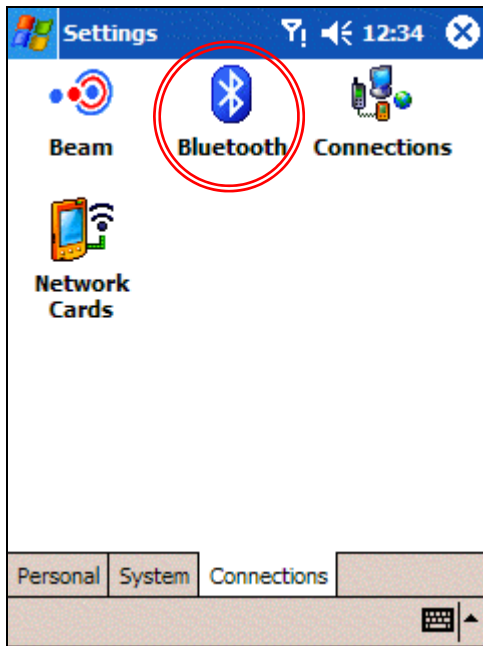 Settings 12:34
Beam Bluetooth Connections
Network
Cards
Personal System Connections